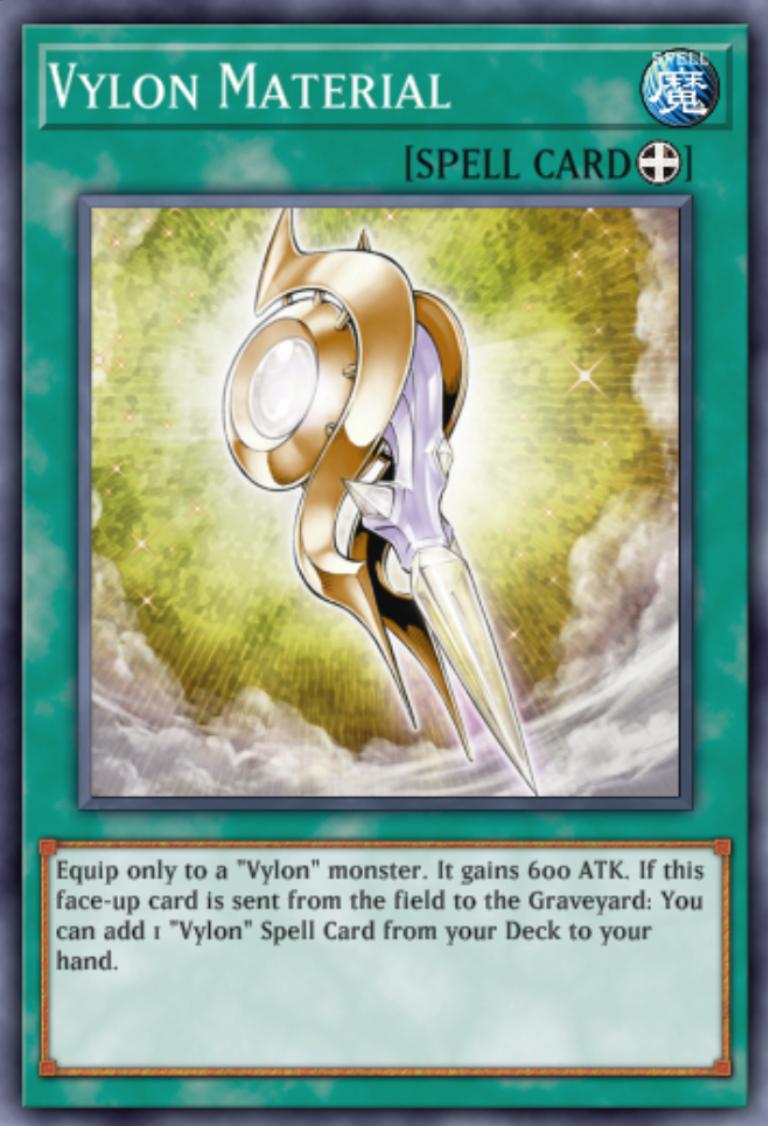 Vylon Material
SPELL
魔
[SPELL CARD]
Equip only to a "Vylon" monster. It gains 600 ATK. If this
face-up card is sent from the field to the Graveyard: You
can add 1 "Vylon" Spell Card from your Deck to your
hand.